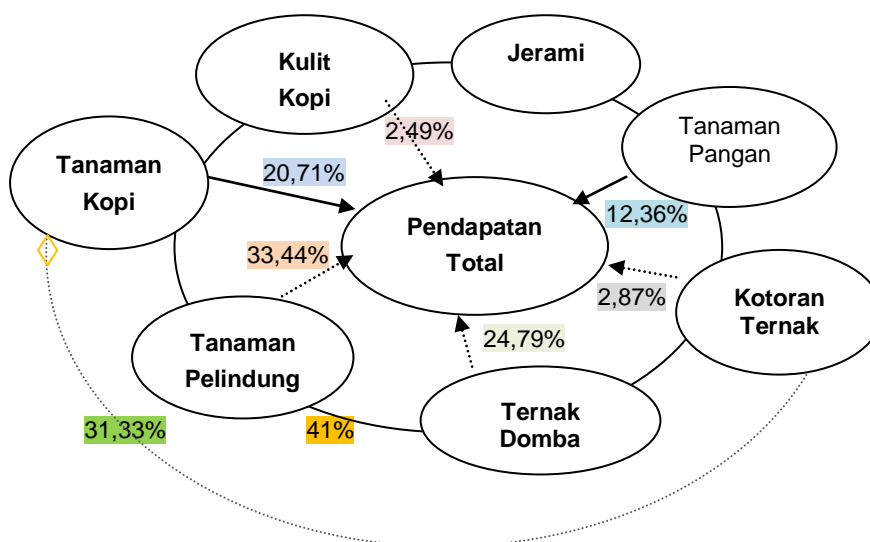 Kulit
Kopi
Jerami
2,49%
Tanaman
Pangan
Tanaman
Kopi
20,71%
12,36%
Pendapatan
Total
33,44%
2,87%
Kotoran
Ternak
24,79%
Tanaman
Pelindung
Ternak
Domba
31,33%
41%